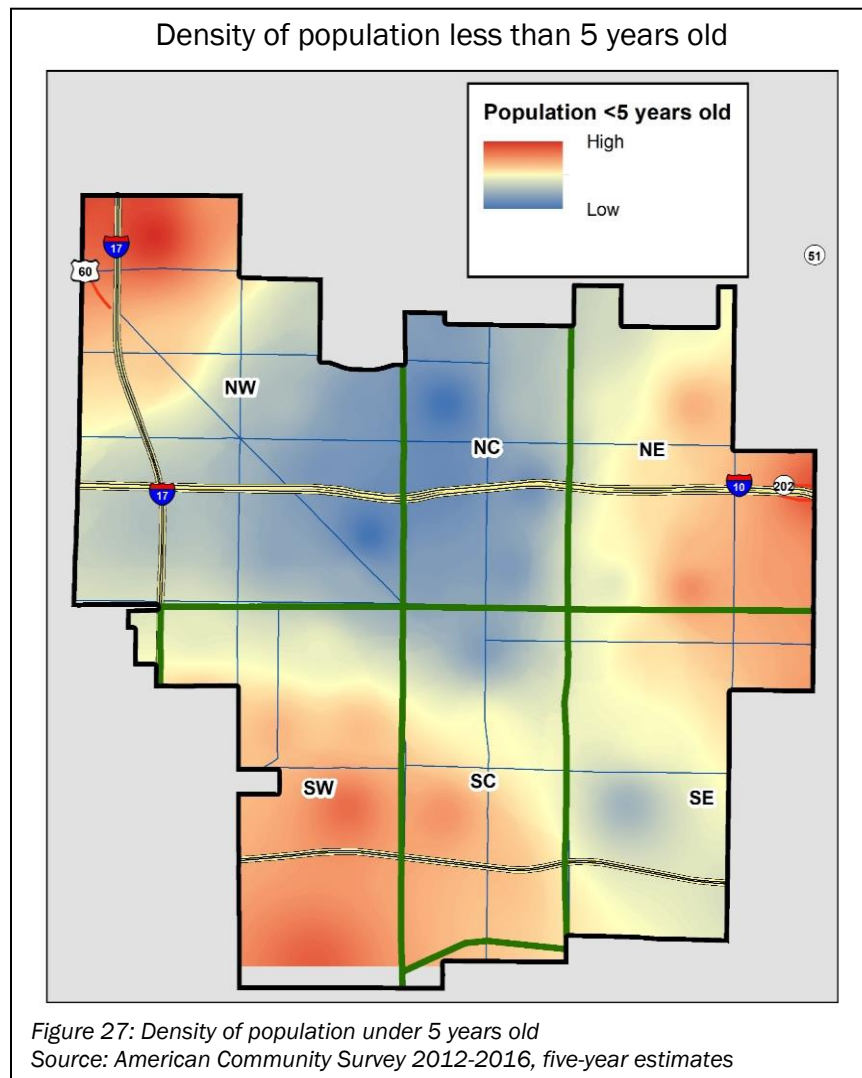 Density of population less than 5 years old
Population <5 years old
High
Low
51
17
60
NW
NC
NE
17
10
202
SW
SC
SE
Figure 27: Density of population under 5 years old
Source: American Community Survey 2012-2016, five-year estimates